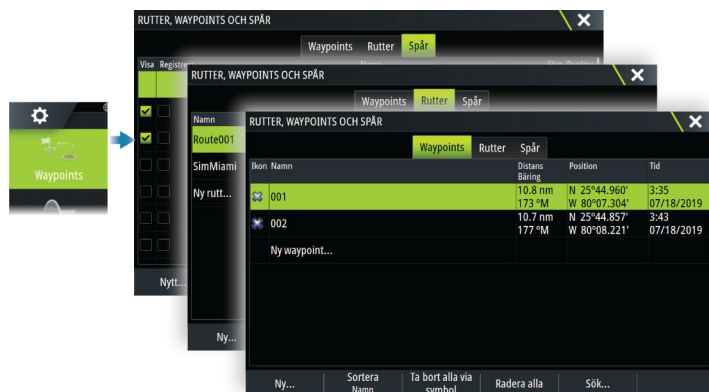 Waypoints
RUTTER, WAYPOINTS OCH SPÅR
Waypoints Rutter Spår
Visa
Nytt...
RUTTER, WAYPOINTS OCH SPÅR
Waypoints Rutter Spår
Namn
Route001
SimMiami
Ny rutt...
Ny...
RUTTER, WAYPOINTS OCH SPÅR
Waypoints Rutter Spår
Ikon Namn Distans Position Tid
Bäring
001 10.8 nm N 25°44.960' 3:35
173 °M W 80°07.304' 07/18/2019
002 10.7 nm N 25°44.857' 3:43
177 °M W 80°08.221' 07/18/2019
Ny waypoint...
Ny... Sortera Ta bort alla via Radera alla Sök...
Namn symbol